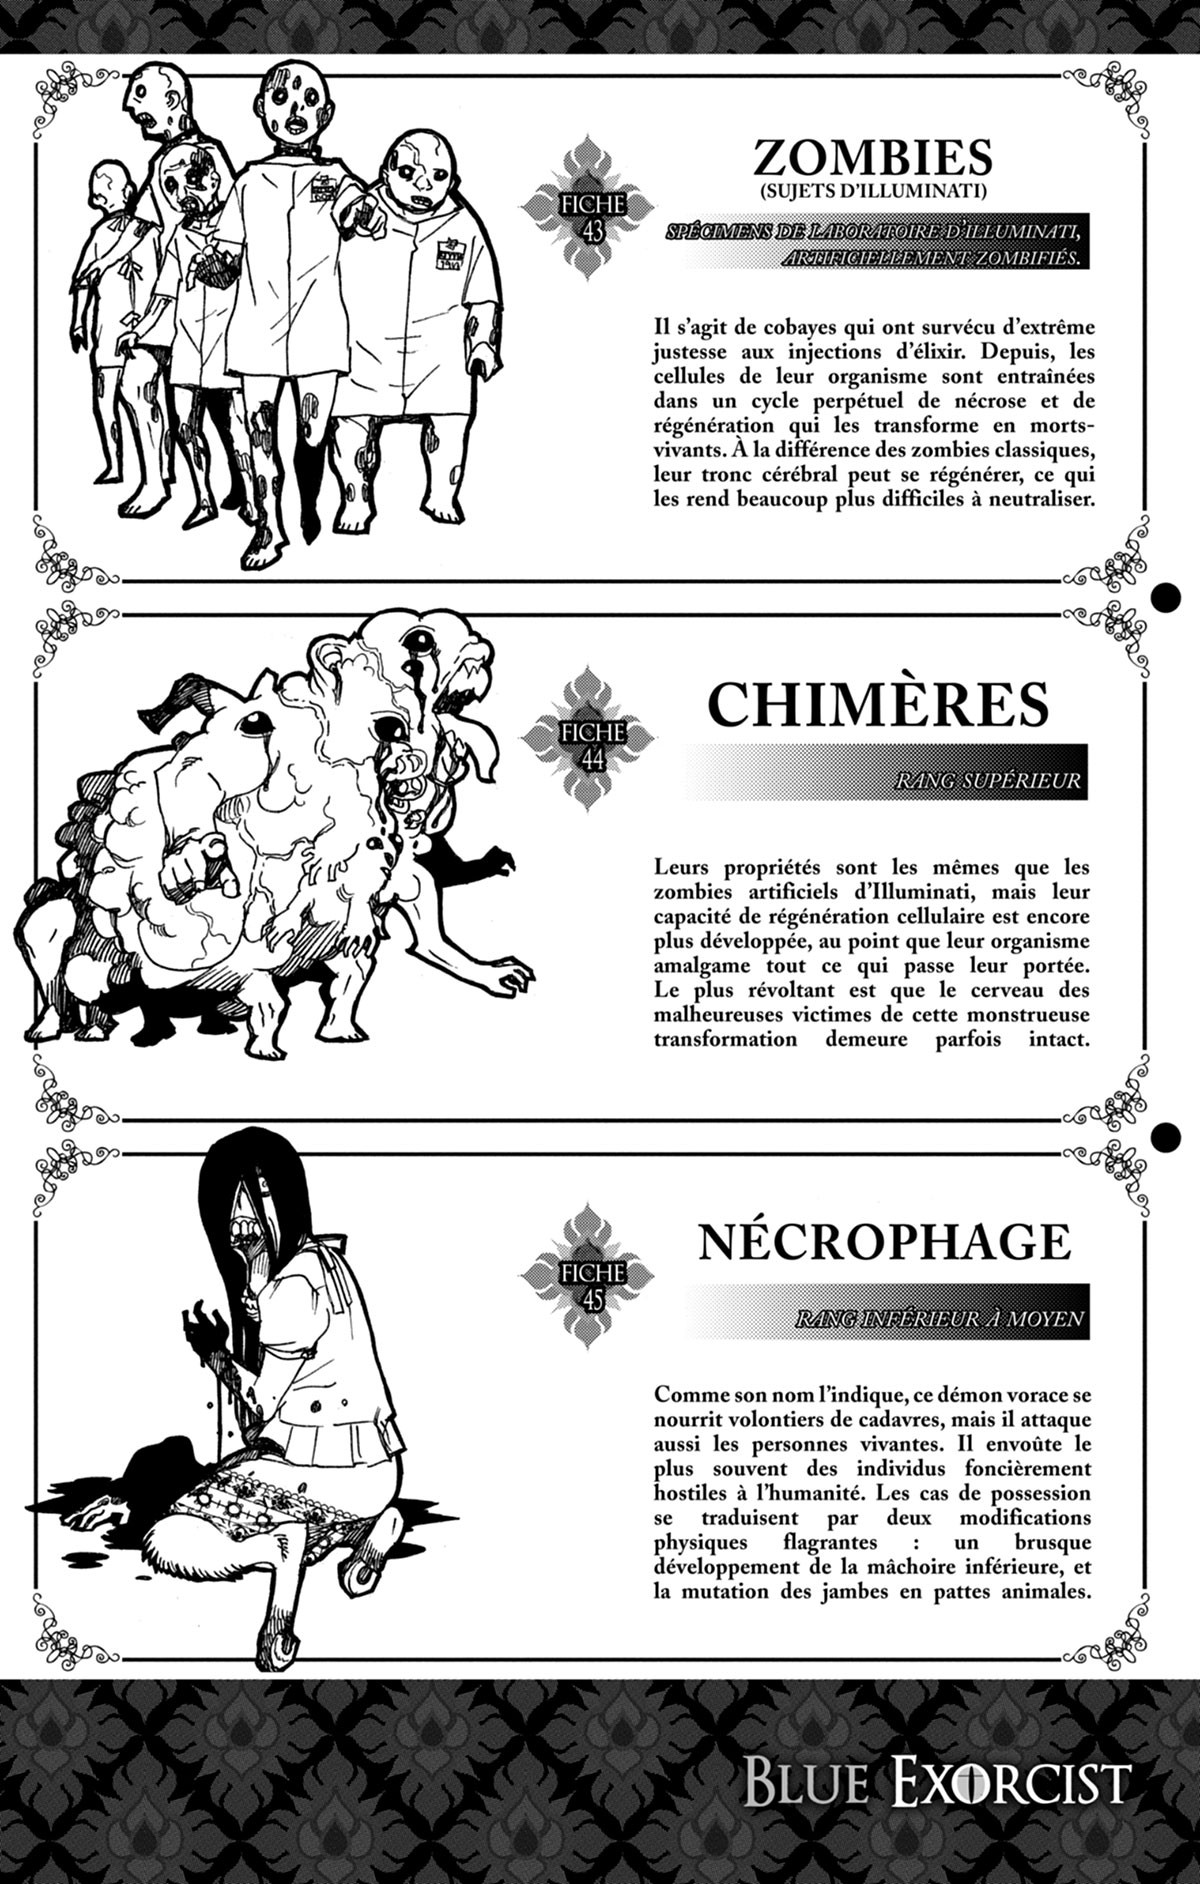 ZOMBIES
(SUJETS D'ILLUMINATI)
FICHE
43
SPÉCIMENS DE LABORATOIRE D'ILLUMINATI,
ARTIFICIELLEMENT ZOMBIFIÉS.
Il s'agit de cobayes qui ont survécu d'extrême
justesse aux injections d'élixir. Depuis, les
cellules de leur organisme sont entraînées
dans un cycle perpétuel de nécrose et de
régénération qui les transforme en morts-
vivants. À la différence des zombies classiques,
leur tronc cérébral peut se régénérer, ce qui
les rend beaucoup plus difficiles à neutraliser.
CHIMÈRES
FICHE
44
RANG SUPÉRIEUR
Leurs propriétés sont les mêmes que les
zombies artificiels d'Illuminati, mais leur
capacité de régénération cellulaire est encore
plus développée, au point que leur organisme
amalgame tout ce qui passe leur portée.
Le plus révoltant est que le cerveau des
malheureuses victimes de cette monstrueuse
transformation demeure parfois intact.
NÉCROPHAGE
FICHE
45
RANG INFÉRIEUR À MOYEN
Comme son nom l'indique, ce démon vorace se
nourrit volontiers de cadavres, mais il attaque
aussi les personnes vivantes. Il envoûte le
plus souvent des individus foncièrement
hostiles à l'humanité. Les cas de possession
se traduisent par deux modifications
physiques flagrantes : un brusque
développement de la mâchoire inférieure, et
la mutation des jambes en pattes animales.
BLUE EXORCIST